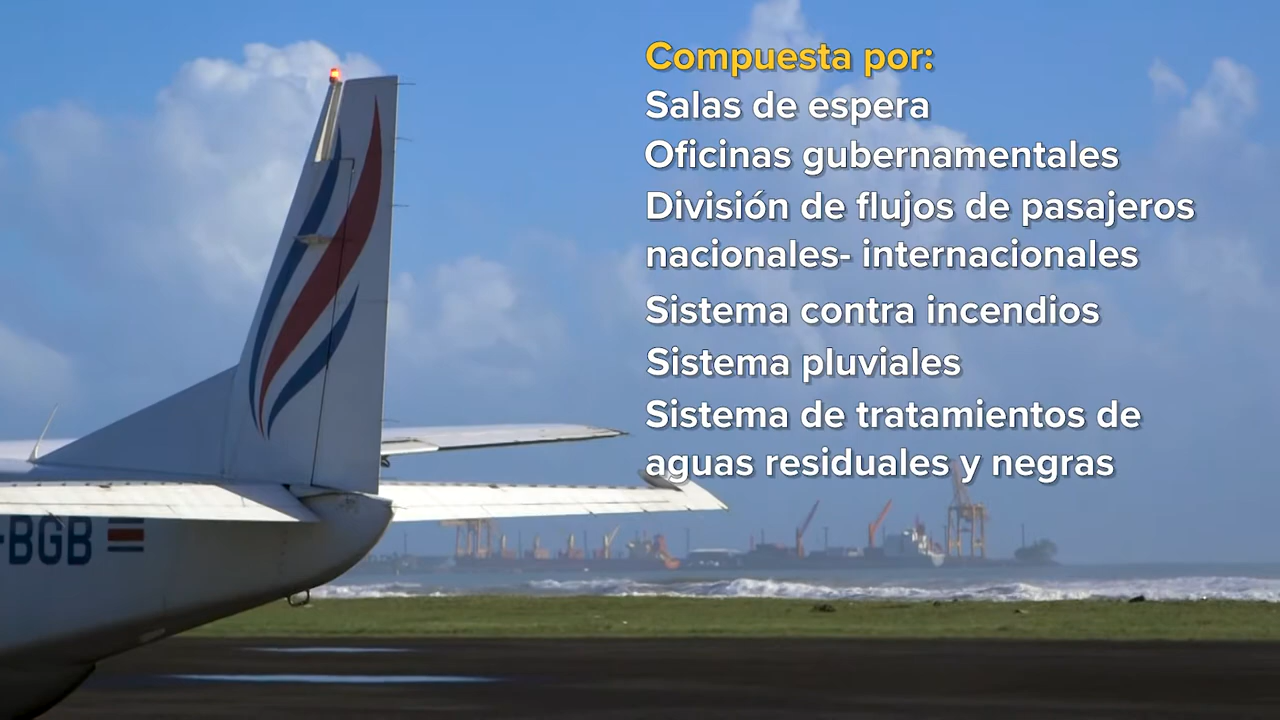 Compuesta por:
Salas de espera
Oficinas gubernamentales
División de flujos de pasajeros
nacionales- internacionales
Sistema contra incendios
Sistema pluviales
Sistema de tratamientos de
aguas residuales y negras
-BGB